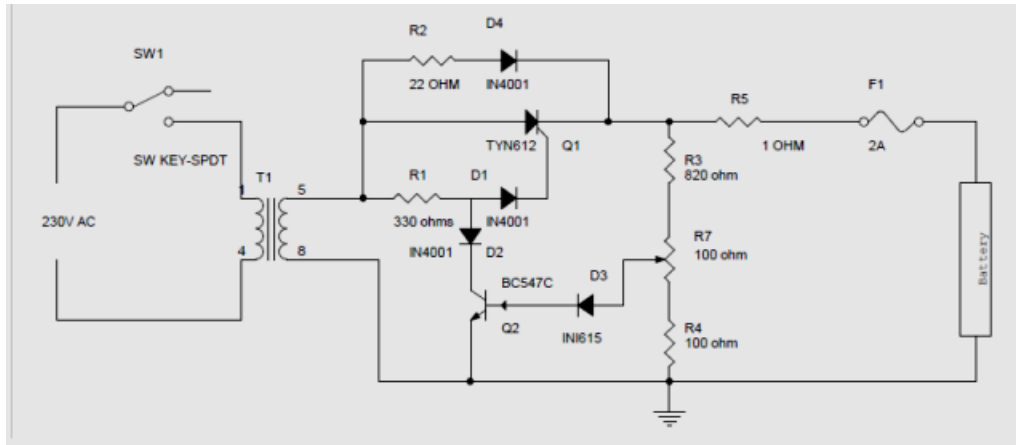 SW1
SW KEY-SPDT
230V AC
T1
1
5
4
8
R2
D4
22 OHM
IN4001
TYN612
Q1
R1
D1
330 ohms
IN4001
IN4001
D2
BC547C
D3
Q2
INI615
R5
F1
1 OHM
2A
R3
820 ohm
R7
100 ohm
R4
100 ohm
Battery